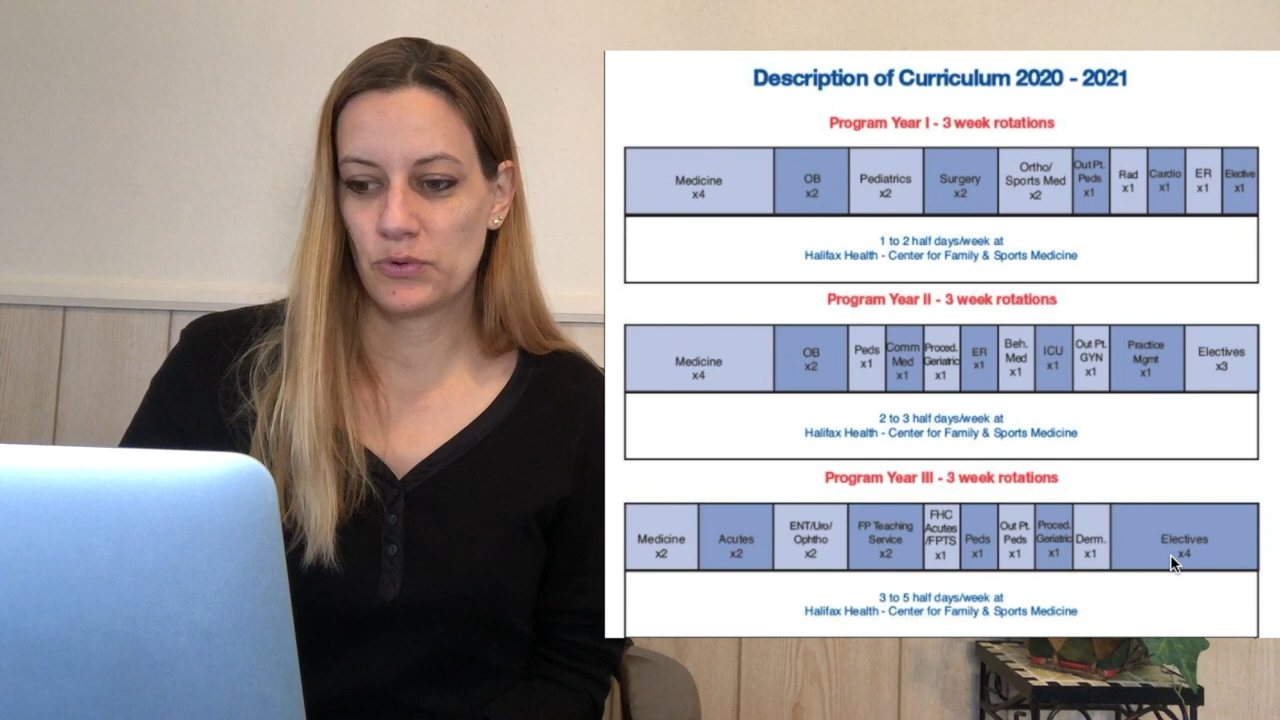 Description of Curriculum 2020 - 2021
Program Year I - 3 week rotations
Medicine
x4
OB
x2
Pediatrics
x2
Surgery
x2
Ortho/
Sports Med
x2
Out Pt.
Peds
x1
Rad
x1
Cardio
x1
ER
x1
Elective
x1
1 to 2 half days/week at
Halifax Health - Center for Family & Sports Medicine
Program Year II - 3 week rotations
Medicine
x4
OB
x2
Peds
x1
Comm
Med
x1
Proced.
Geriatric
x1
ER
x1
Beh.
Med
x1
ICU
x1
Out Pt.
GYN
x1
Practice
Mgmt
x1
Electives
x3
2 to 3 half days/week at
Halifax Health - Center for Family & Sports Medicine
Program Year III - 3 week rotations
Medicine
x2
Acutes
x2
ENT/Uro/
Ophtho
x2
FP Teaching
Service
x2
FHC
Acutes
/FPTS
x1
Peds
x1
Out Pt.
Peds
x1
Proced.
Geriatric
x1
Derm.
x1
Electives
x4
3 to 5 half days/week at
Halifax Health - Center for Family & Sports Medicine